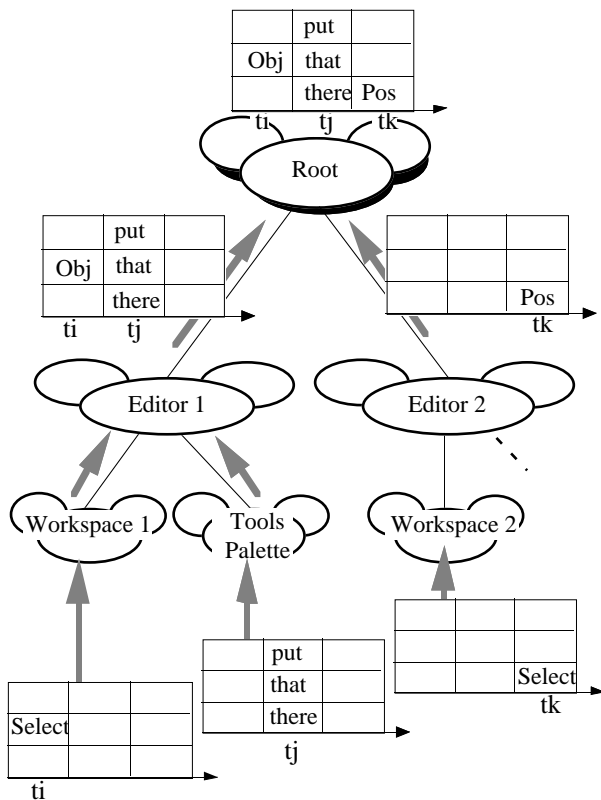 put
Obj that
there Pos
ti tj tk
Root
put
Obj that
there
ti tj
Pos
tk
Editor 1
Editor 2
Workspace 1
Tools
Palette
Workspace 2
put
that
there
tj
Select
tk
Select
ti